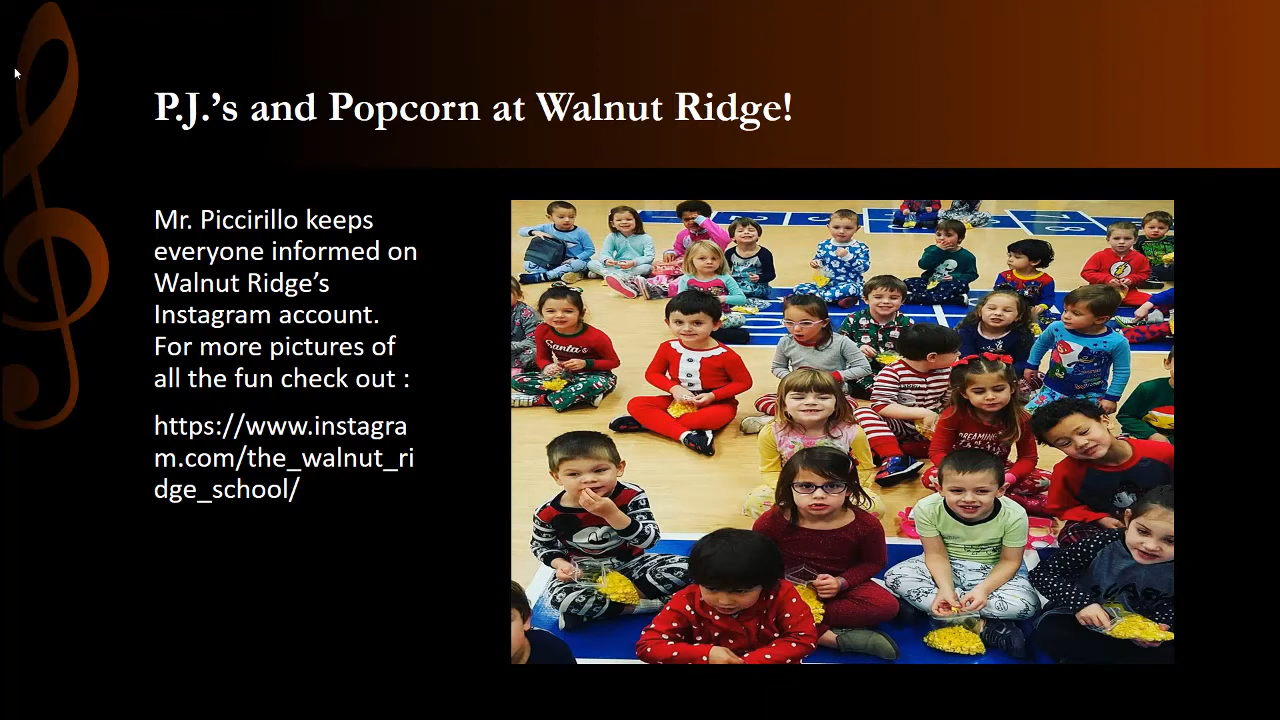 P.J.’s and Popcorn at Walnut Ridge!
Mr. Piccirillo keeps
everyone informed on
Walnut Ridge’s
Instagram account.
For more pictures of
all the fun check out :
https://www.instagra
m.com/the_walnut_ri
dge_school/
Santa's
DREAMING